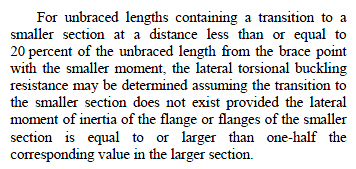 For unbraced lengths containing a transition to a
smaller section at a distance less than or equal to
20 percent of the unbraced length from the brace point
with the smaller moment, the lateral torsional buckling
resistance may be determined assuming the transition to
the smaller section does not exist provided the lateral
moment of inertia of the flange or flanges of the smaller
section is equal to or larger than one-half the
corresponding value in the larger section.